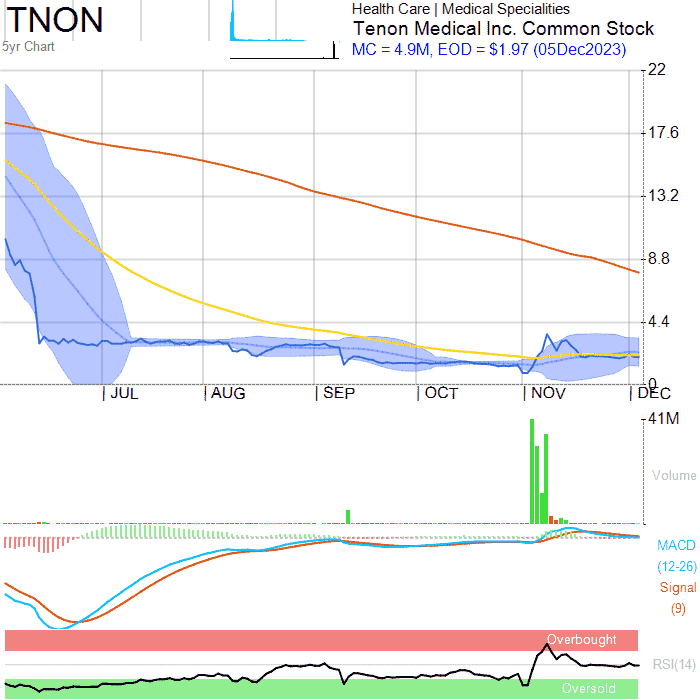 TNON
5yr Chart
Health Care | Medical Specialities
Tenon Medical Inc. Common Stock
MC = 4.9M, EOD = $1.97 (05Dec2023)
22
17.6
13.2
8.8
4.4
0
JUL AUG SEP OCT NOV DEC
41M
Volume
MACD
(12-26)
Signal
(9)
Overbought
RSI(14)
Oversold